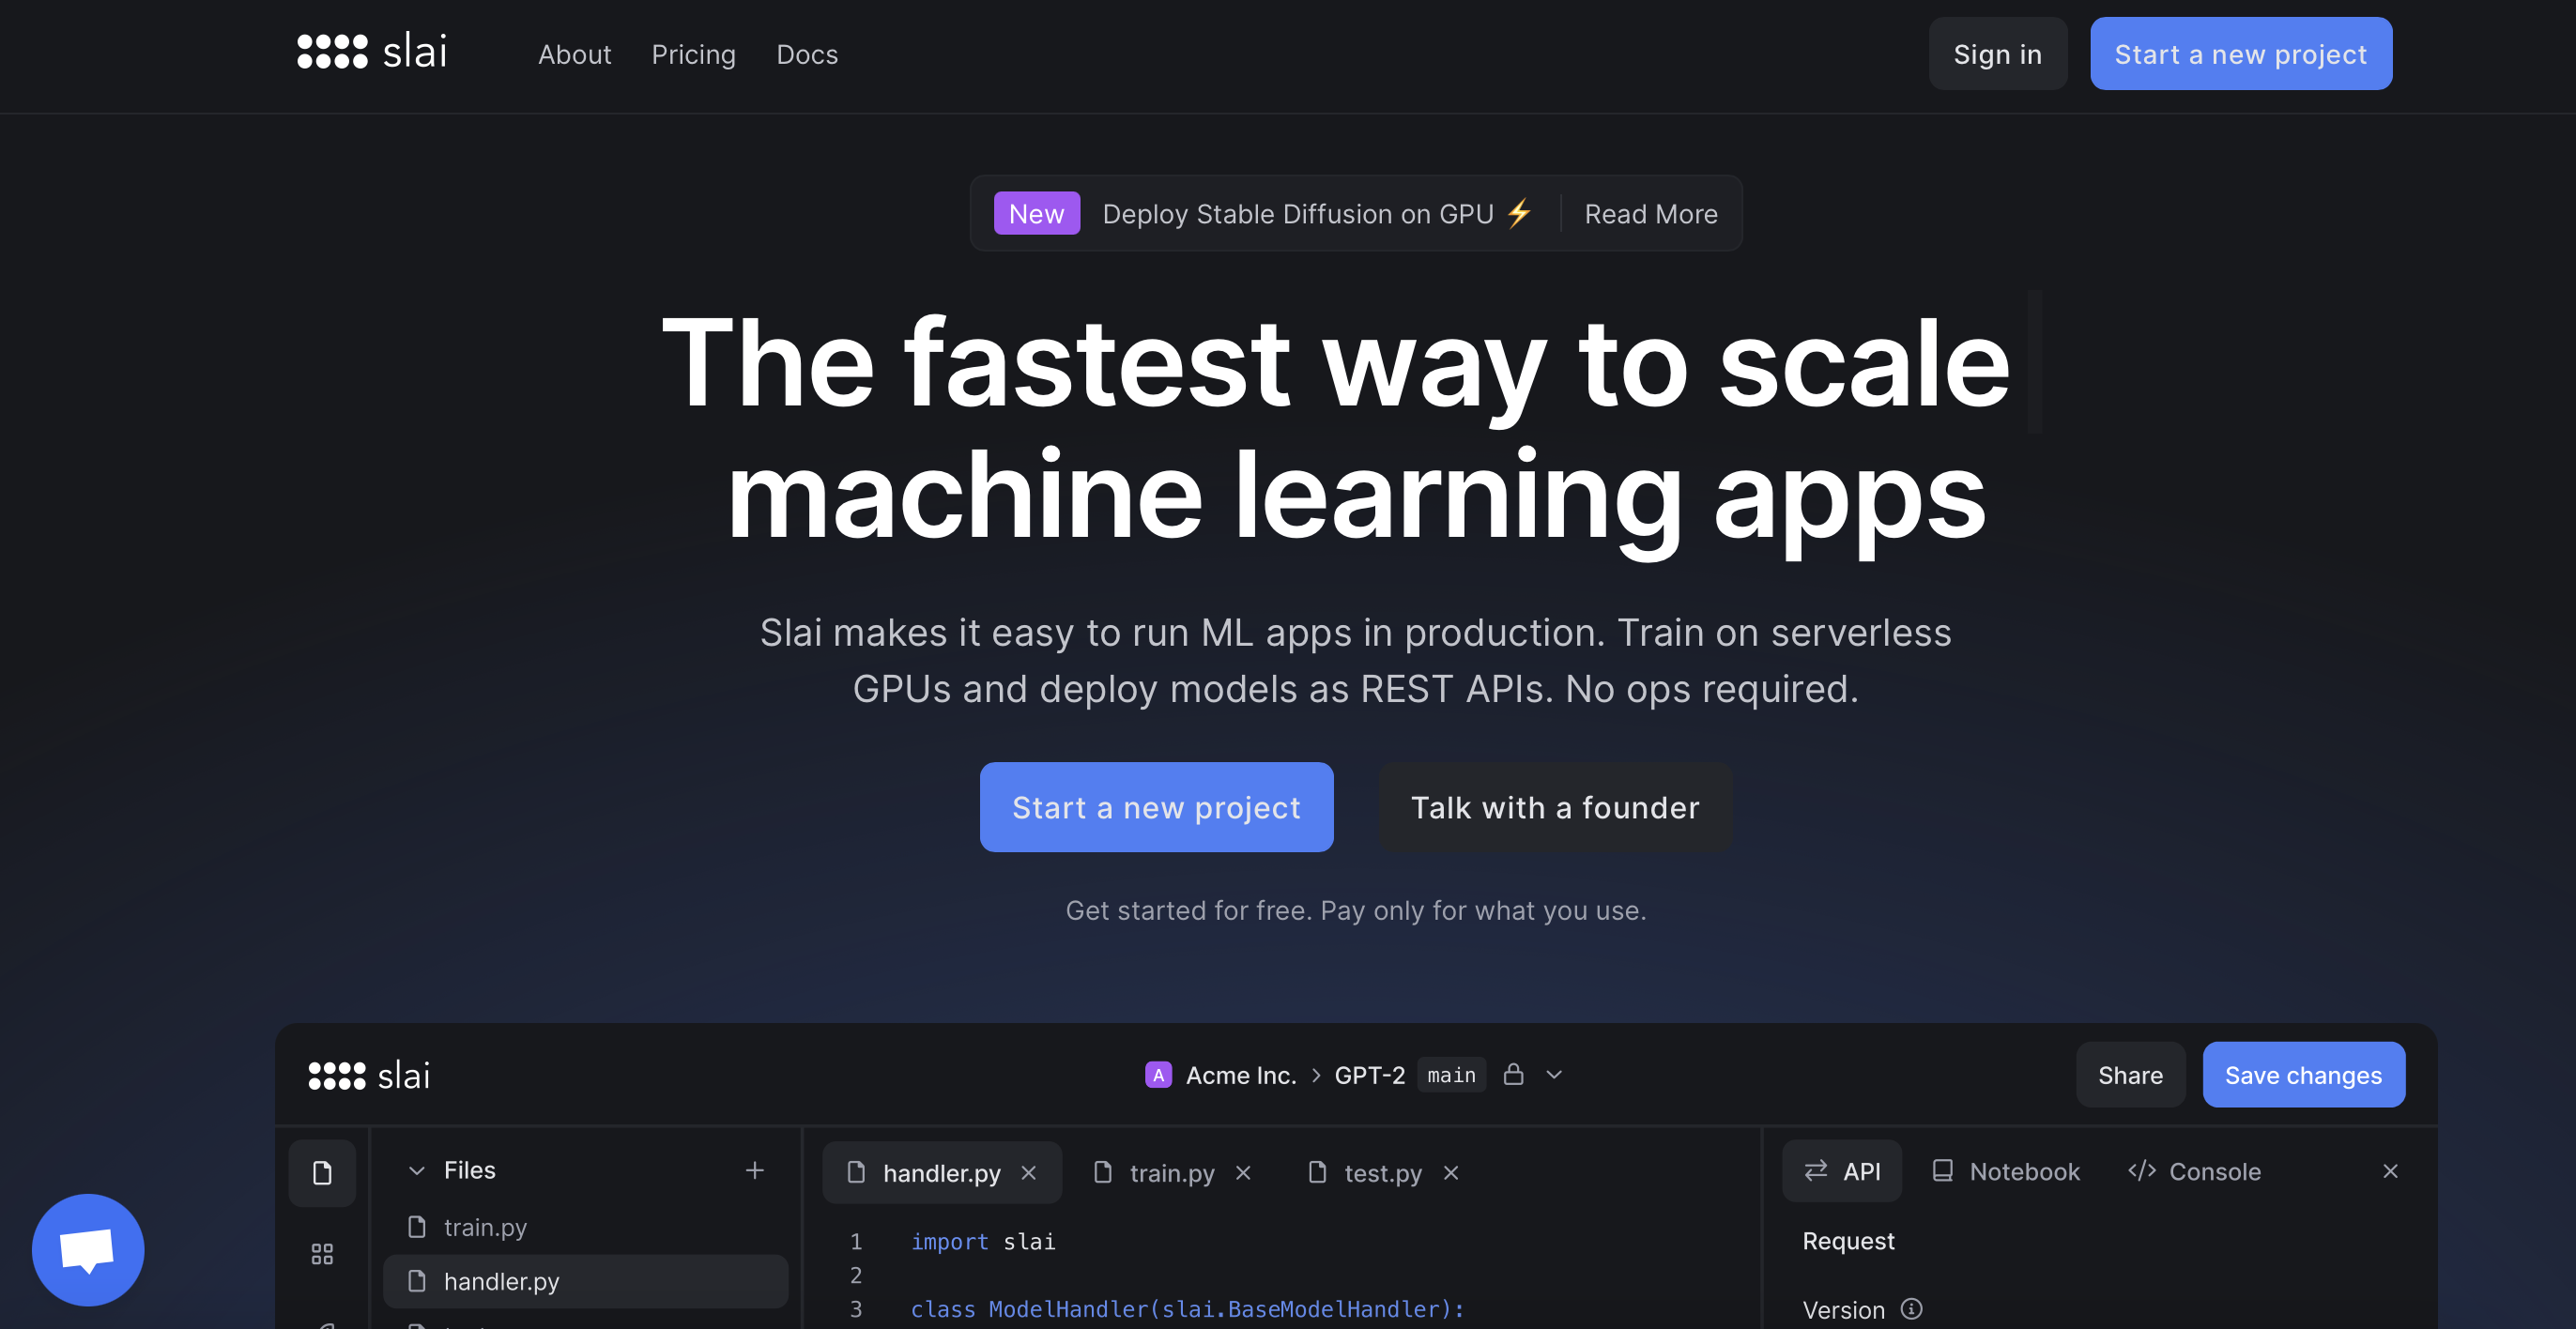 slai
About
Pricing
Docs
Sign in
Start a new project
New
Deploy Stable Diffusion on GPU ⚡
Read More
The fastest way to scale
machine learning apps
Slai makes it easy to run ML apps in production. Train on serverless
GPUs and deploy models as REST APIs. No ops required.
Start a new project
Talk with a founder
Get started for free. Pay only for what you use.
slai
A
Acme Inc. > GPT-2
main
Share
Save changes
Files
train.py
handler.py
handler.py
train.py
test.py
1 import slai
2
3 class ModelHandler(slai.BaseModelHandler):
API
Notebook
Console
Request
Version